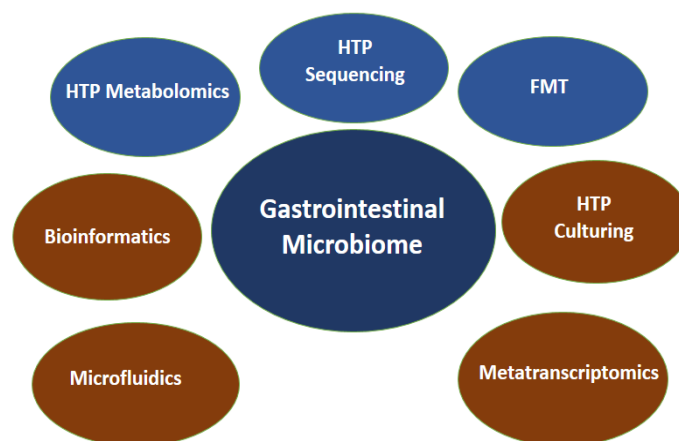 HTP
Sequencing
HTP Metabolomics
FMT
Gastrointestinal
Microbiome
HTP
Culturing
Bioinformatics
Microfluidics
Metatranscriptomics